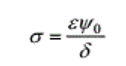 σ = εψ₀ / δ